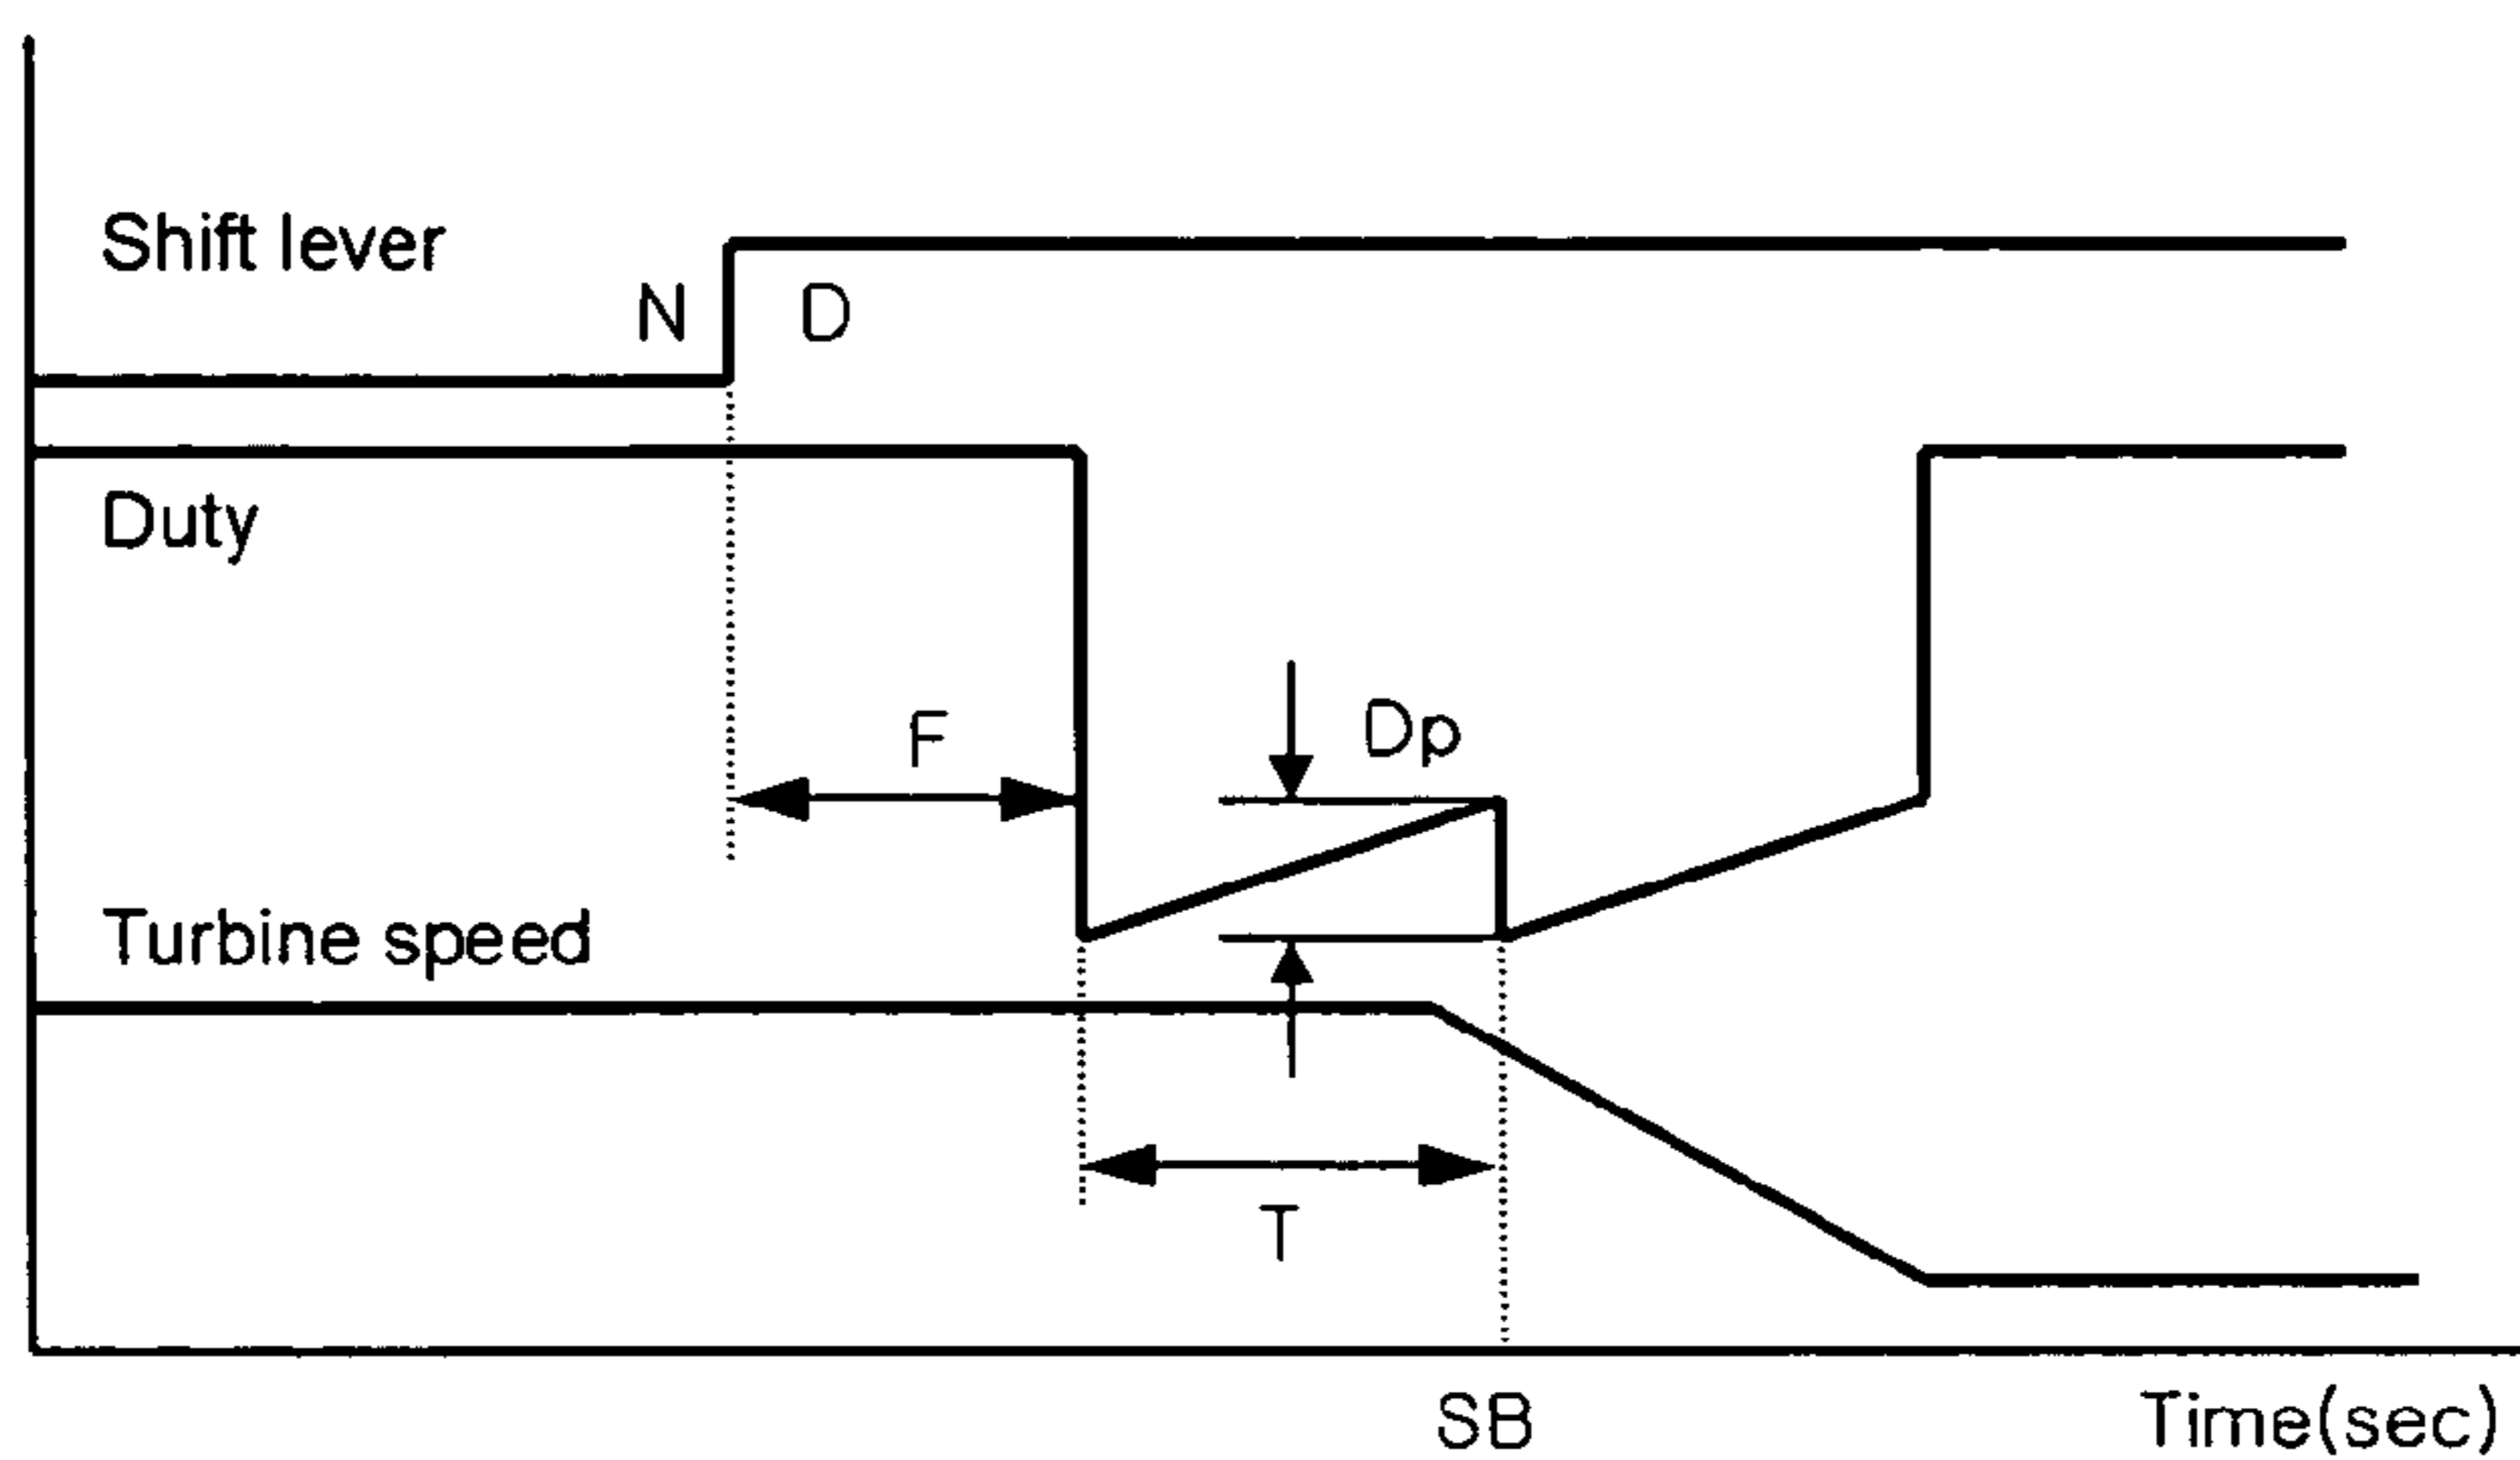 Shift lever
N D
Duty
F
Dp
Turbine speed
T
SB
Time(sec)